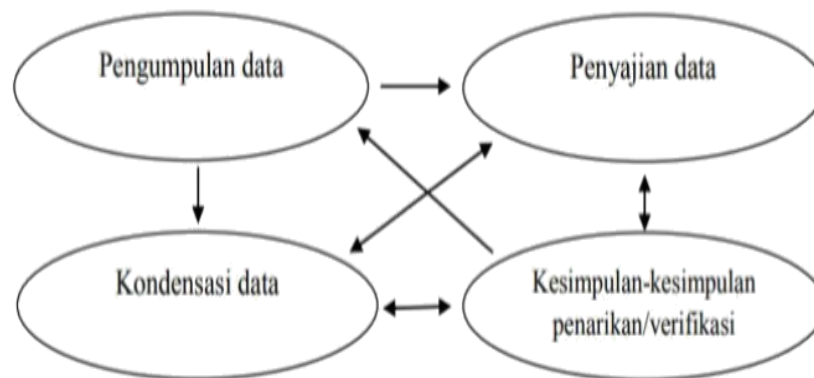 Pengumpulan data
Penyajian data
Kondensasi data
Kesimpulan-kesimpulan
penarikan/verifikasi